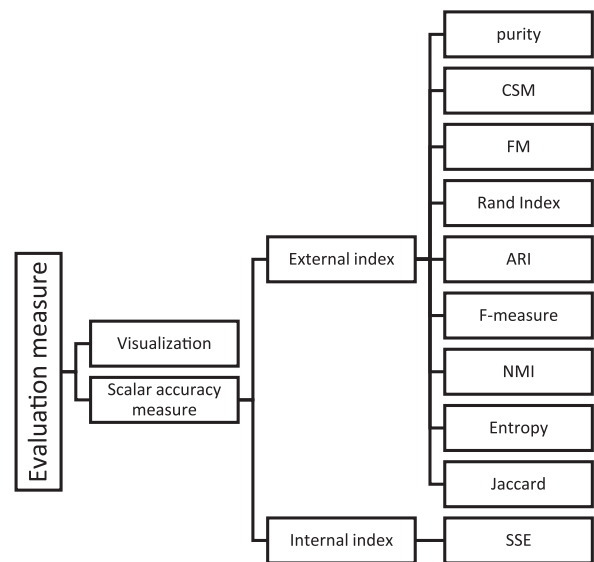 Evaluation measure
Visualization
Scalar accuracy
measure
External index
Internal index
purity
CSM
FM
Rand Index
ARI
F-measure
NMI
Entropy
Jaccard
SSE